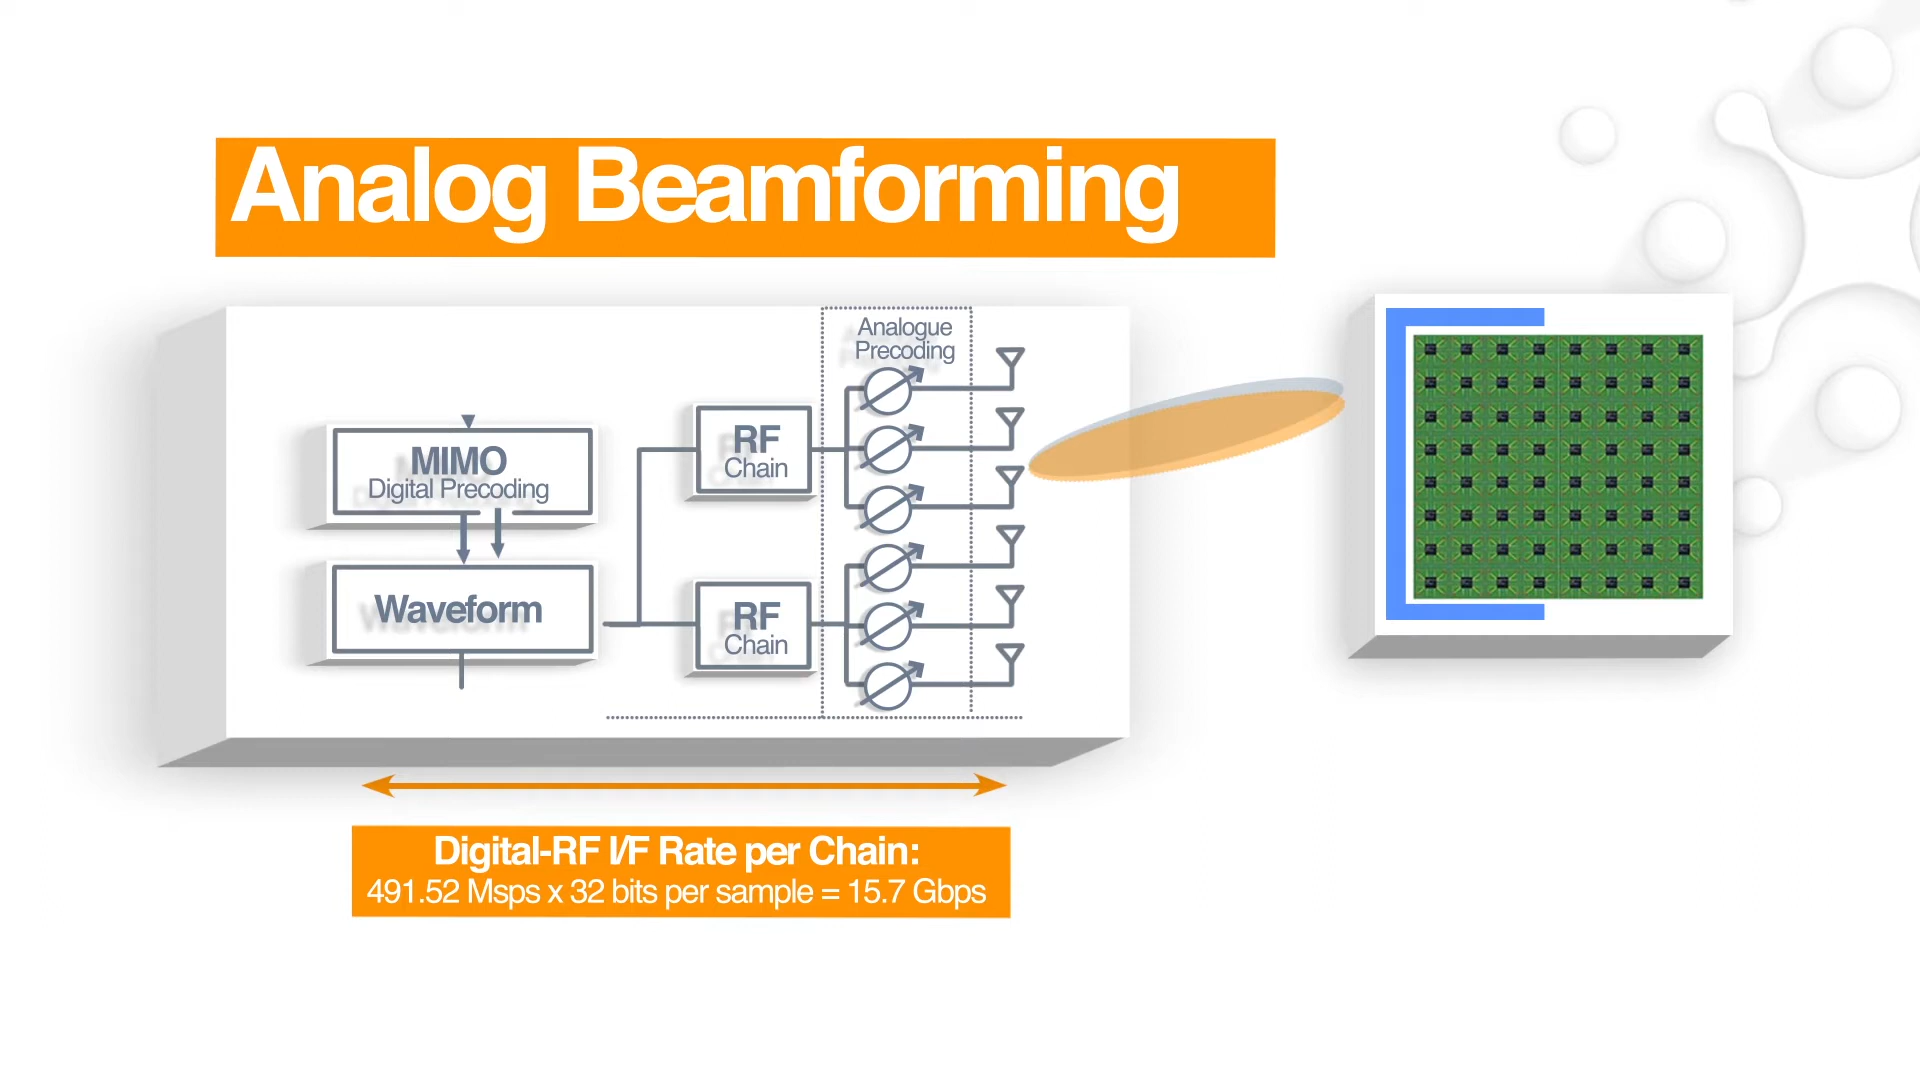 Analog Beamforming
Analogue
Precoding
MIMO
Digital Precoding
RF
Chain
Waveform
RF
Chain
Digital-RF I/F Rate per Chain:
491.52 Msps x 32 bits per sample = 15.7 Gbps